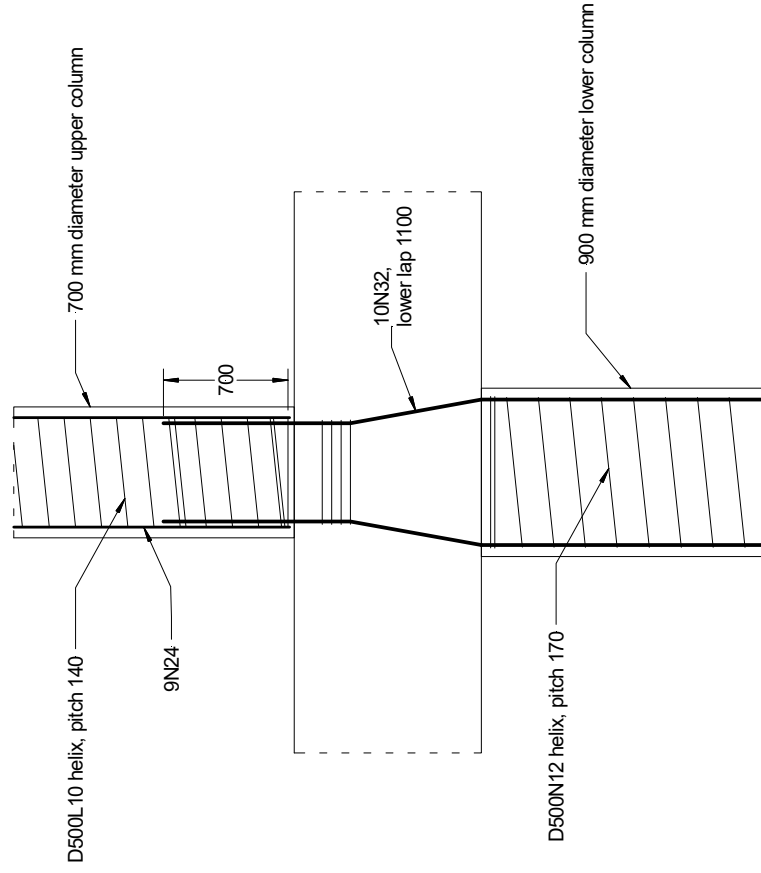 D500L10 helix, pitch 140
700 mm diameter upper column
9N24
700
10N32,
lower lap 1100
D500N12 helix, pitch 170
900 mm diameter lower column